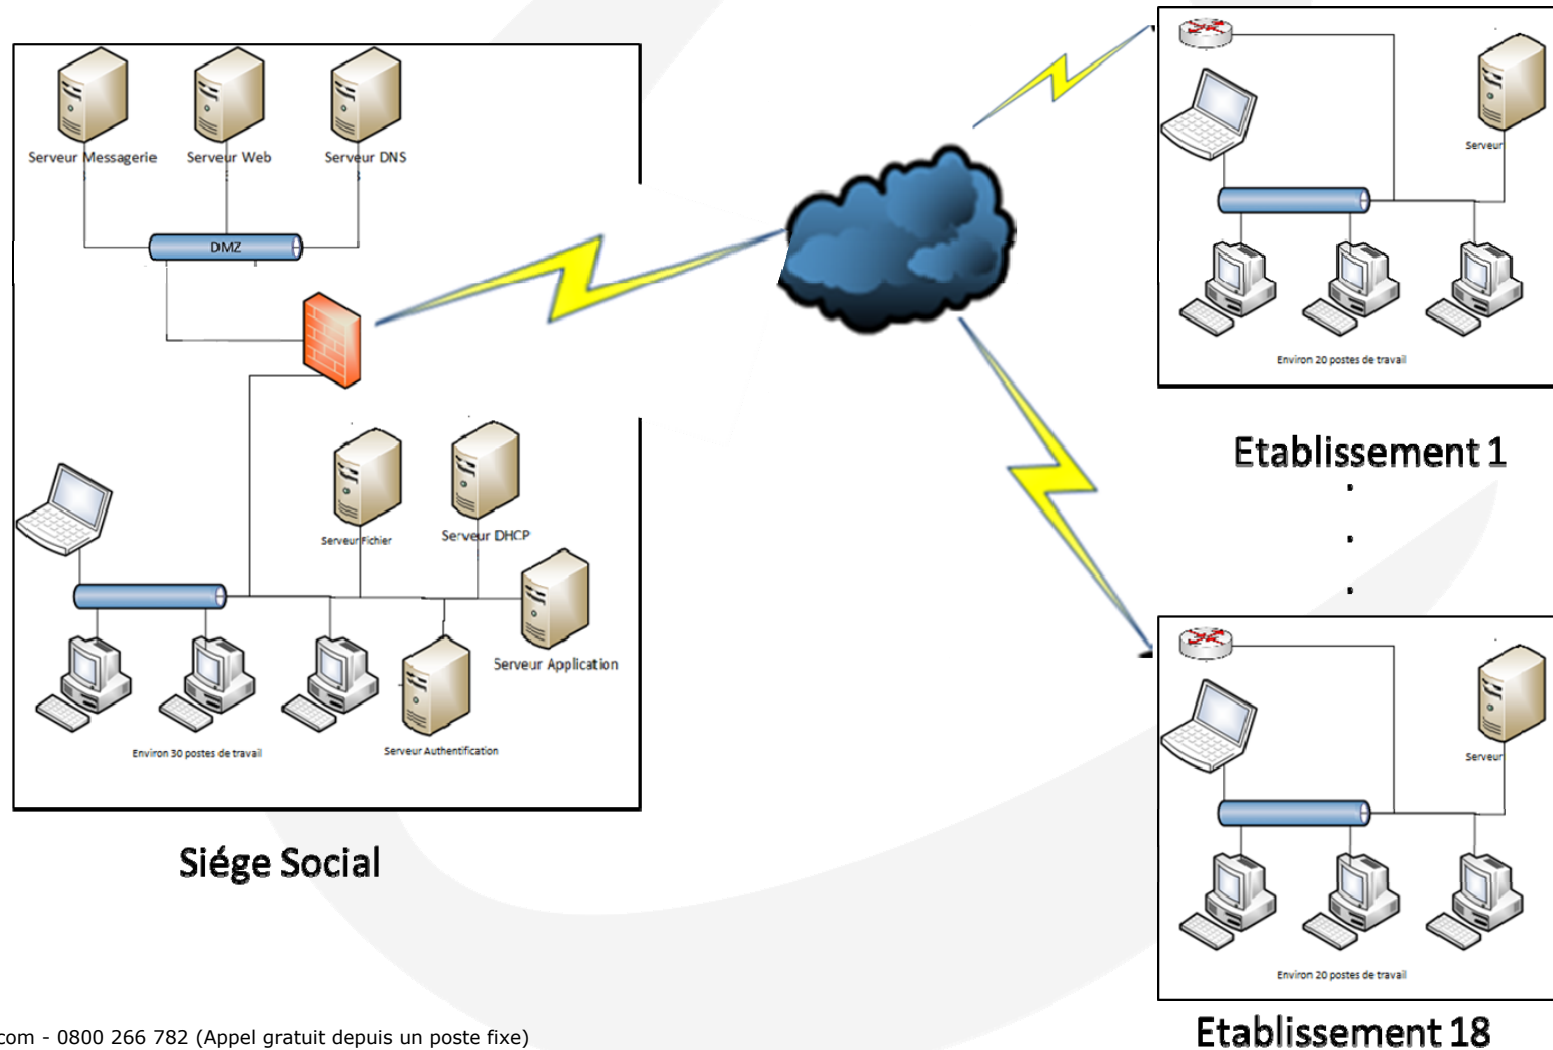 Serveur Messagerie
Serveur Web
Serveur DNS
DMZ
Serveur Fichier
Serveur DHCP
Serveur Application
Serveur Authentification
Environ 30 postes de travail
Siége Social
Serveur
Environ 20 postes de travail
Etablissement 1
Serveur
Environ 20 postes de travail
Etablissement 18
com - 0800 266 782 (Appel gratuit depuis un poste fixe)